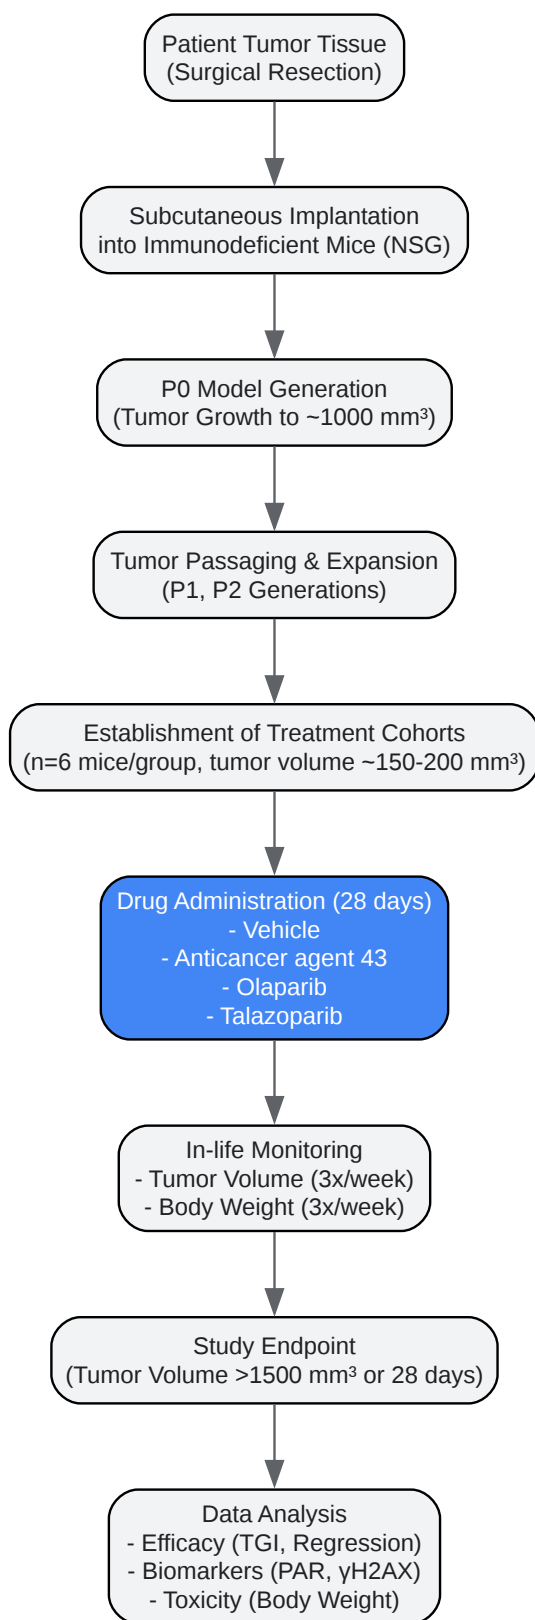 Patient Tumor Tissue
(Surgical Resection)
Subcutaneous Implantation
into Immunodeficient Mice (NSG)
P0 Model Generation
(Tumor Growth to ~1000 mm³)
Tumor Passaging & Expansion
(P1, P2 Generations)
Establishment of Treatment Cohorts
(n=6 mice/group, tumor volume ~150-200 mm³)
Drug Administration (28 days)
- Vehicle
- Anticancer agent 43
- Olaparib
- Talazoparib
In-life Monitoring
- Tumor Volume (3x/week)
- Body Weight (3x/week)
Study Endpoint
(Tumor Volume >1500 mm³ or 28 days)
Data Analysis
- Efficacy (TGI, Regression)
- Biomarkers (PAR, γH2AX)
- Toxicity (Body Weight)